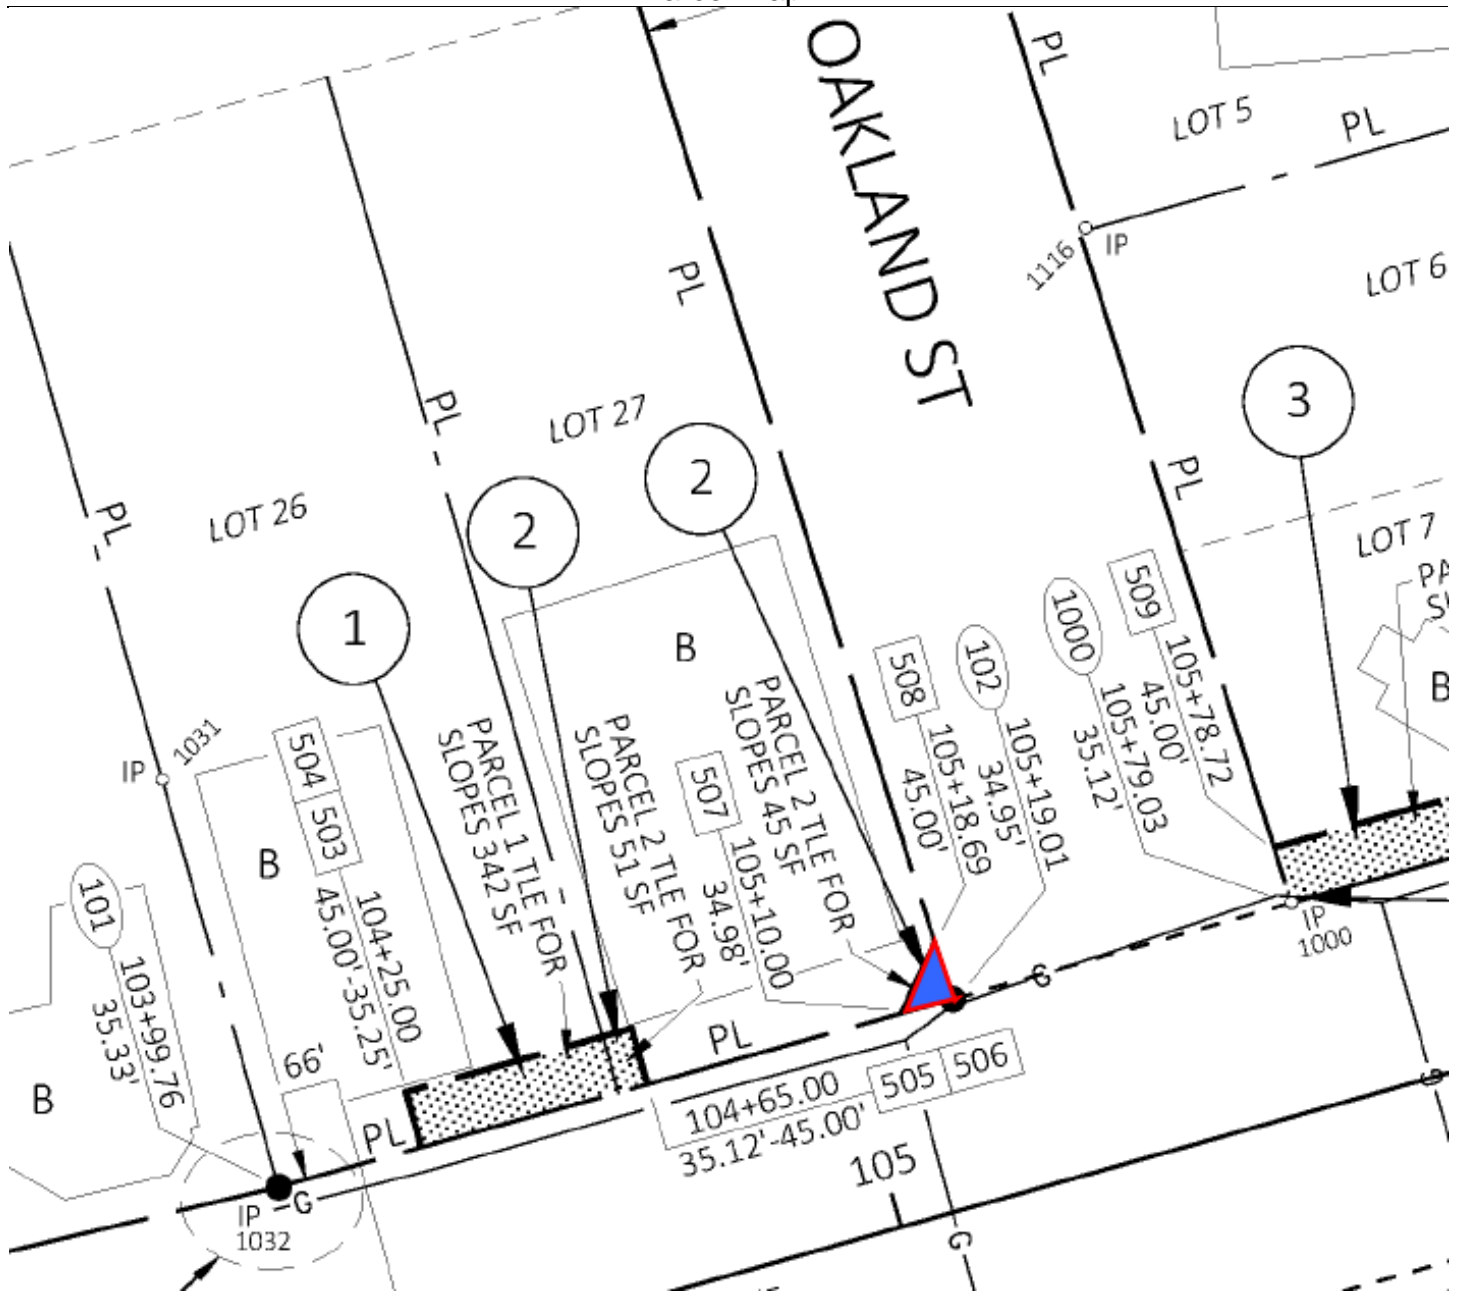 OAKLAND ST
PL
PL
LOT 5
PL
1116
IP
LOT 6
PL
PL
LOT 27
PL
2
3
PL
LOT 26
2
PL
LOT 7
1
B
B
PARCEL 1 TLE FOR
SLOPES 342 SF
PARCEL 2 TLE FOR
SLOPES 51 SF
PARCEL 2 TLE FOR
SLOPES 45 SF
504
503
104+25.00
45.00'-35.25'
507
105+10.00
34.98'
508
105+18.69
45.00'
102
105+19.01
34.95'
1000
105+79.03
35.12'
509
105+78.72
45.00'
IP
1031
B
101
103+99.76
35.33'
B
66'
PL
PL
IP
1000
104+65.00
35.12'-45.00'
505
506
105
G
IP
1032
G